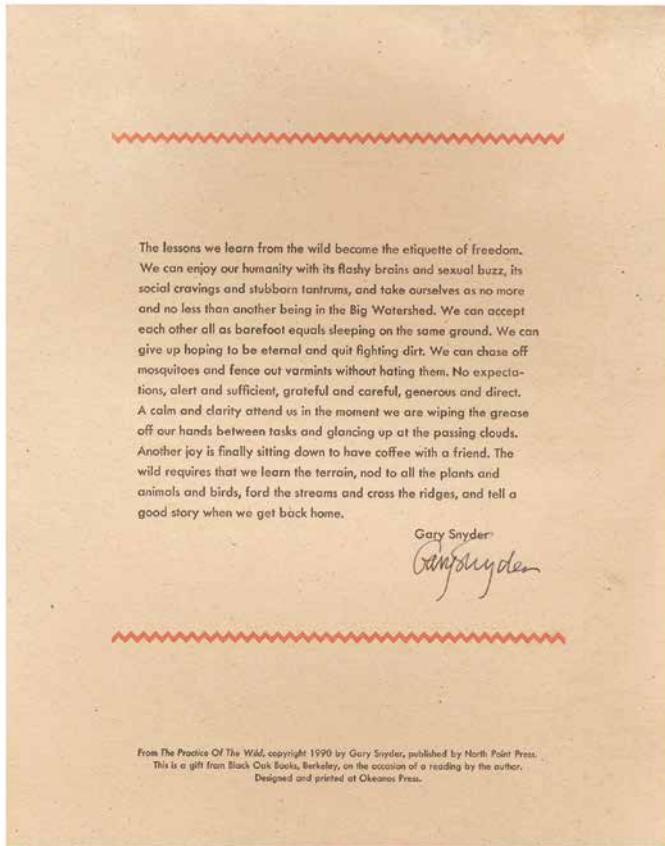 The lessons we learn from the wild become the etiquette of freedom.
We can enjoy our humanity with its flashy brains and sexual buzz, its
social cravings and stubborn tantrums, and take ourselves as no more
and no less than another being in the Big Watershed. We can accept
each other all as barefoot equals sleeping on the same ground. We can
give up hoping to be eternal and quit fighting dirt. We can chase off
mosquitoes and fence out varmints without hating them. No expecta-
tions, alert and sufficient, grateful and careful, generous and direct.
A calm and clarity attend us in the moment we are wiping the grease
off our hands between tasks and glancing up at the passing clouds.
Another joy is finally sitting down to have coffee with a friend. The
wild requires that we learn the terrain, nod to all the plants and
animals and birds, ford the streams and cross the ridges, and tell a
good story when we get back home.
Gary Snyder
Gary Snyder
From The Practice Of The Wild, copyright 1990 by Gary Snyder, published by North Point Press.
This is a gift from Black Oak Books, Berkeley, on the occasion of a reading by the author.
Designed and printed at Okeanos Press.